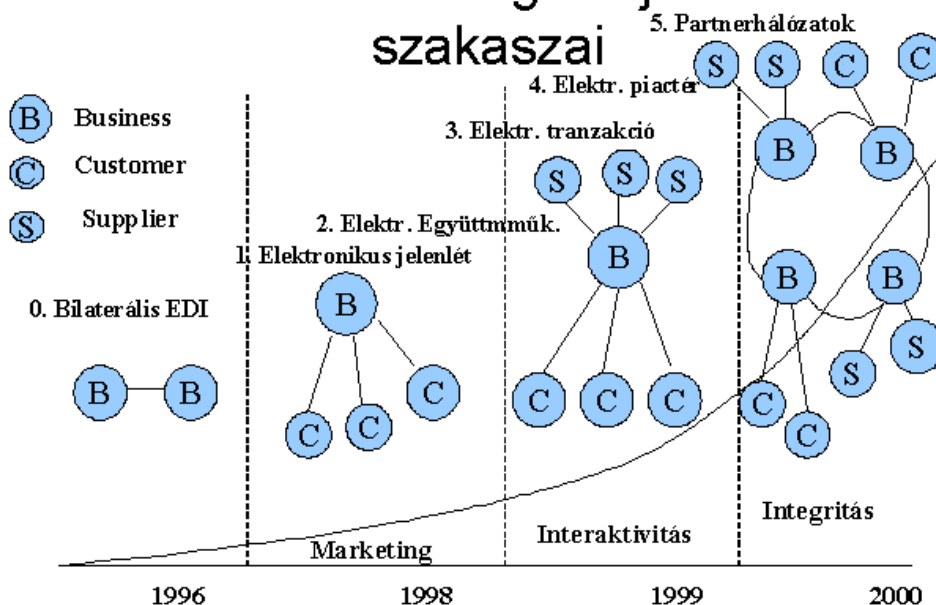 szakaszai
5. Partnerhálózatok
4. Elektr. piactér
3. Elektr. tranzakció
2. Elektr. Együttmműk.
1. Elektronikus jelenlét
0. Bilaterális EDI
B Business
C Customer
S Supplier
B B
B
C C C
S S S
B
C C C
S S C C
B B
B B
C C S S
Marketing
Interaktivitás
Integritás
1996 1998 1999 2000